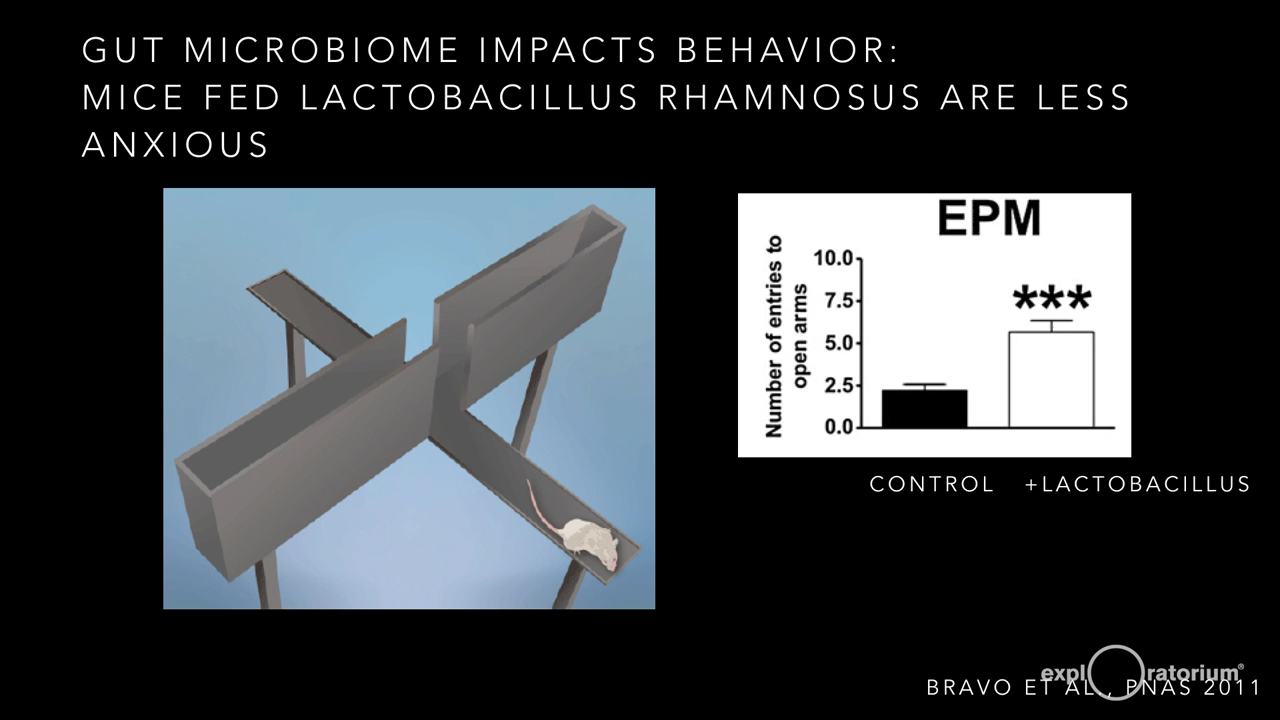 GUT MICROBIOME IMPACTS BEHAVIOR:
MICE FED LACTOBACILLUS RHAMNOSUS ARE LESS
ANXIOUS
EPM
Number of entries to
open arms
10.0
7.5
5.0
2.5
0.0
***
CONTROL +LACTOBACILLUS
explOratorium®
BRAVO ET AL., PNAS 2011